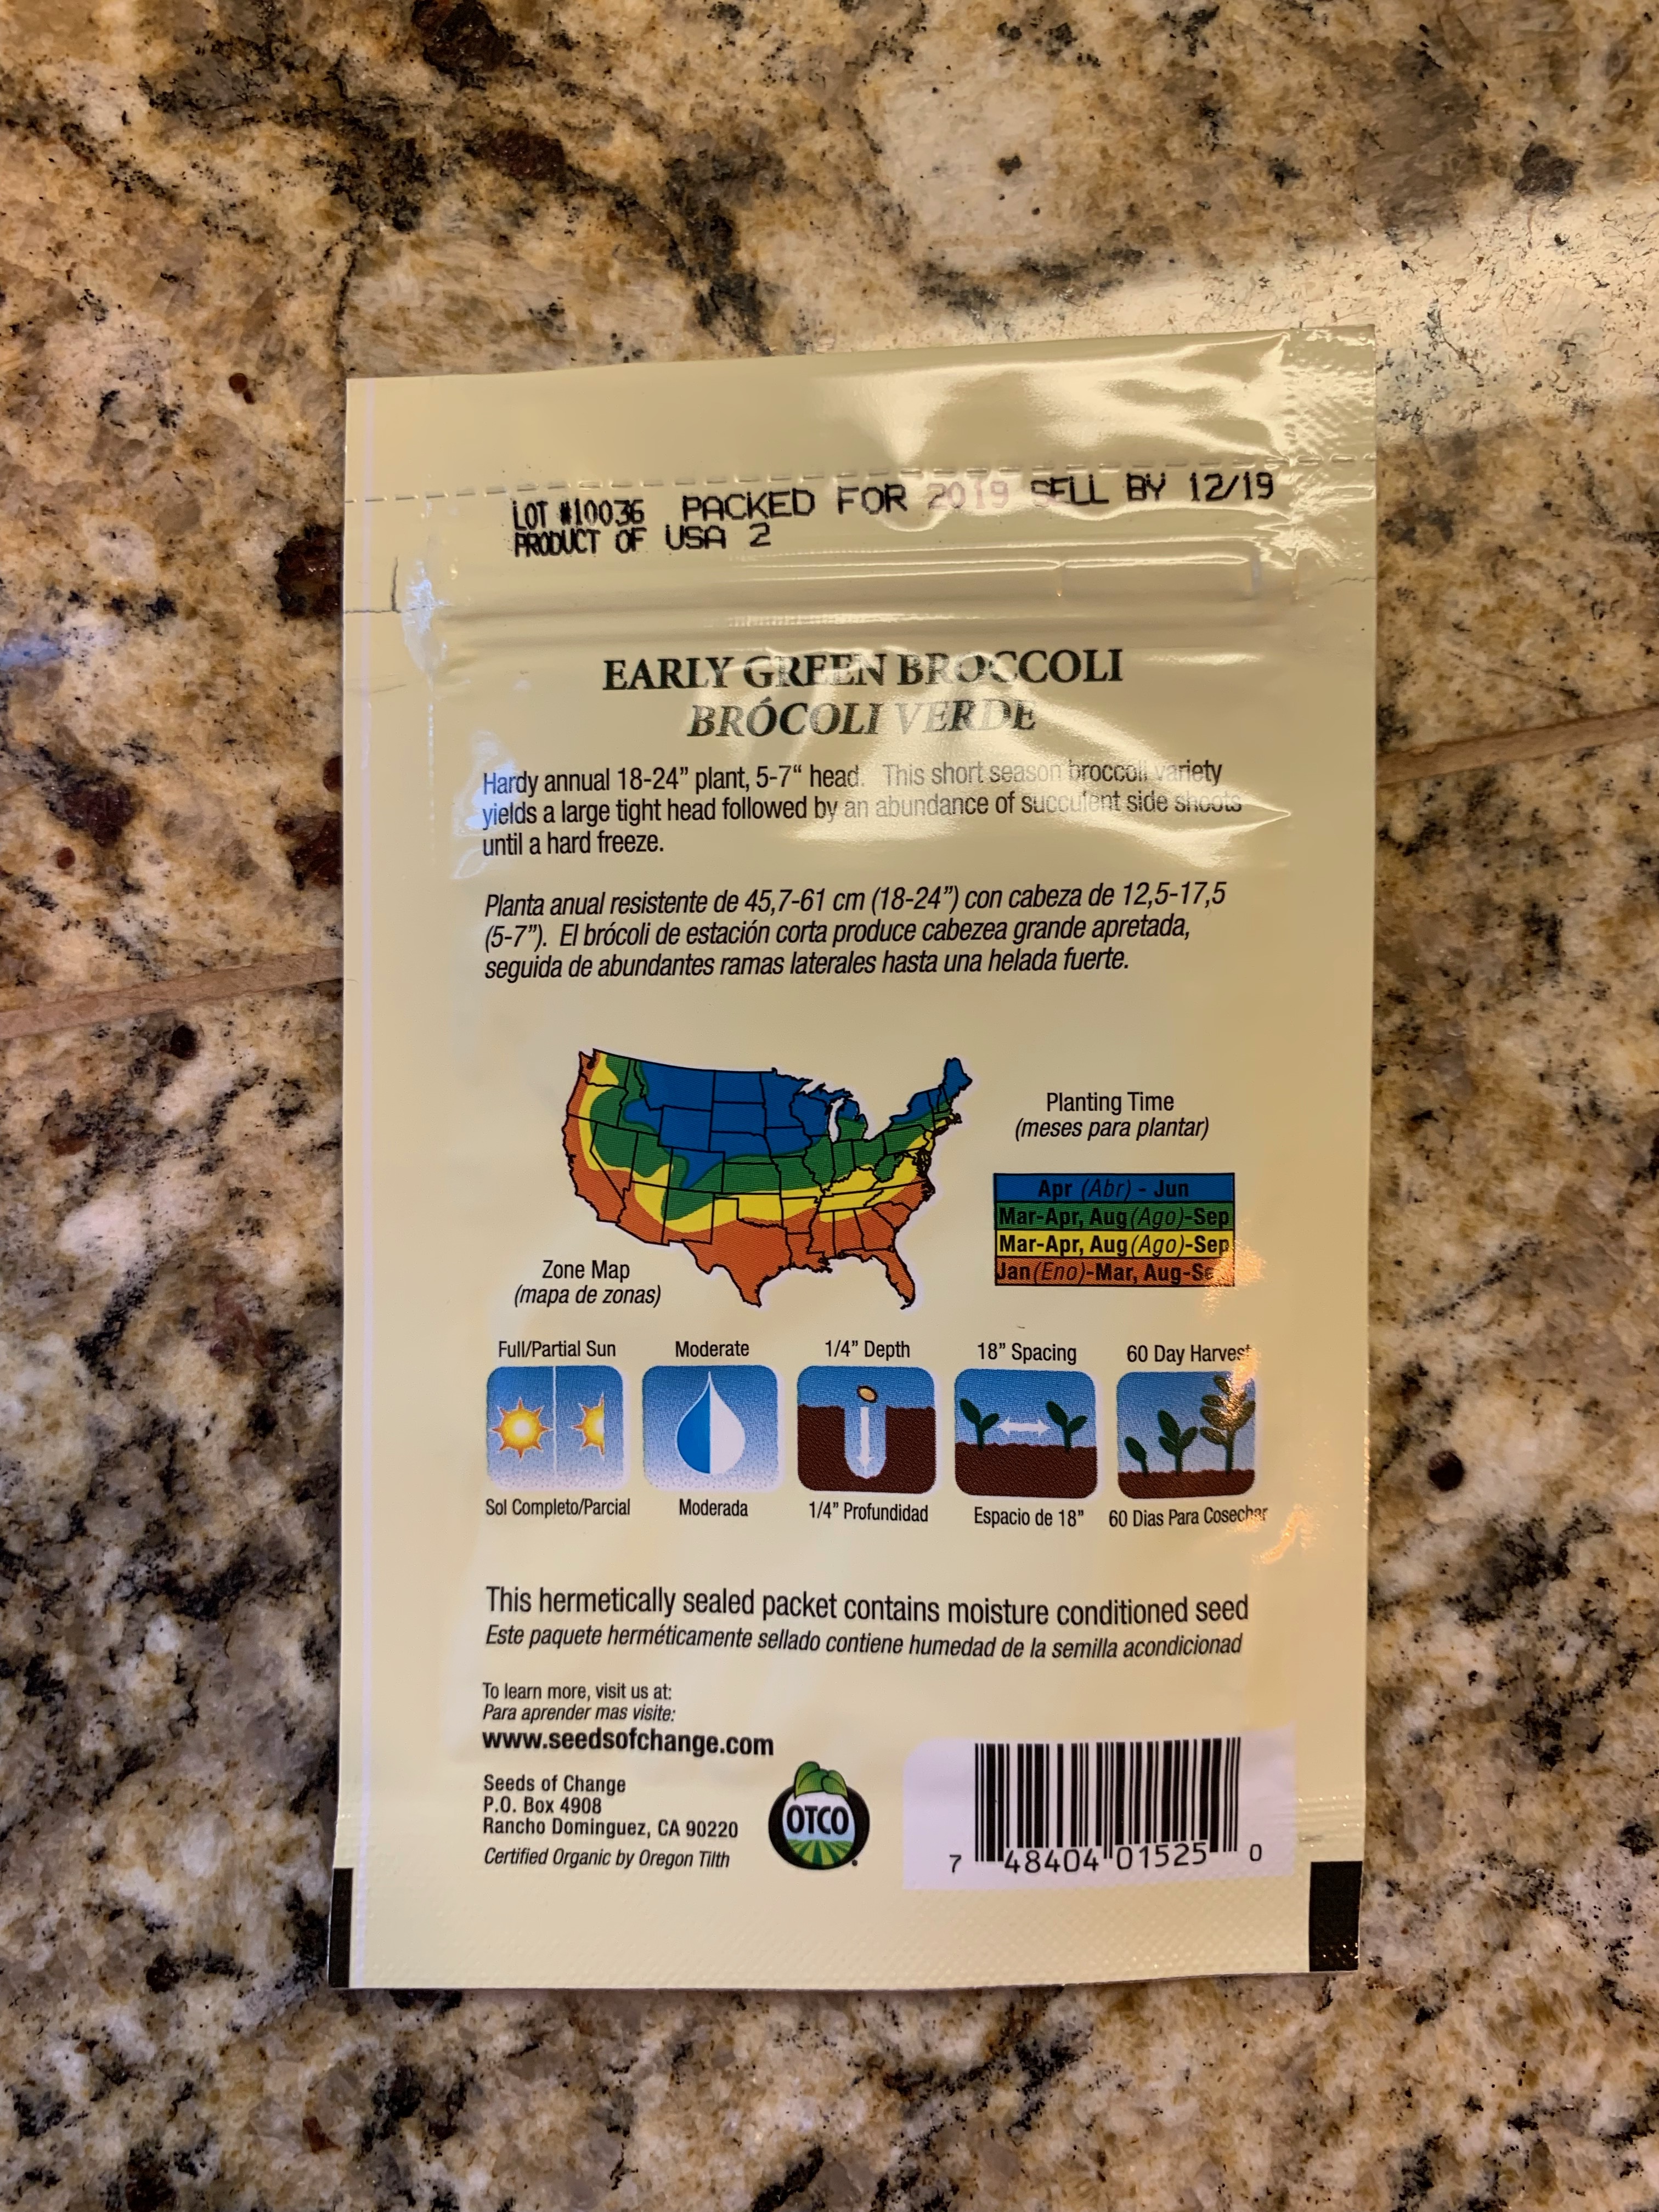 LOT #10036 PACKED FOR 2019 SELL BY 12/19
PRODUCT OF USA 2
EARLY GREEN BROCCOLI
BRÓCOLI VERDE
Hardy annual 18-24” plant, 5-7“ head. This short season broccoli variety
yields a large tight head followed by an abundance of succulent side shoots
until a hard freeze.
Planta anual resistente de 45,7-61 cm (18-24”) con cabeza de 12,5-17,5
(5-7”). El brócoli de estación corta produce cabezea grande apretada,
seguida de abundantes ramas laterales hasta una helada fuerte.
Planting Time
(meses para plantar)
Apr (Abr) - Jun
Mar-Apr, Aug (Ago)-Sep
Mar-Apr, Aug (Ago)-Sep
Jan (Eno)-Mar, Aug-Sep
Zone Map
(mapa de zonas)
Full/Partial Sun Moderate 1/4” Depth 18” Spacing 60 Day Harvest
Sol Completo/Parcial Moderada 1/4” Profundidad Espacio de 18” 60 Dias Para Cosechar
This hermetically sealed packet contains moisture conditioned seed
Este paquete herméticamente sellado contiene humedad de la semilla acondicionad
To learn more, visit us at:
Para aprender mas visite:
www.seedsofchange.com
Seeds of Change
P.O. Box 4908
Rancho Dominguez, CA 90220
Certified Organic by Oregon Tilth
OTCO
7 48404 01525 0